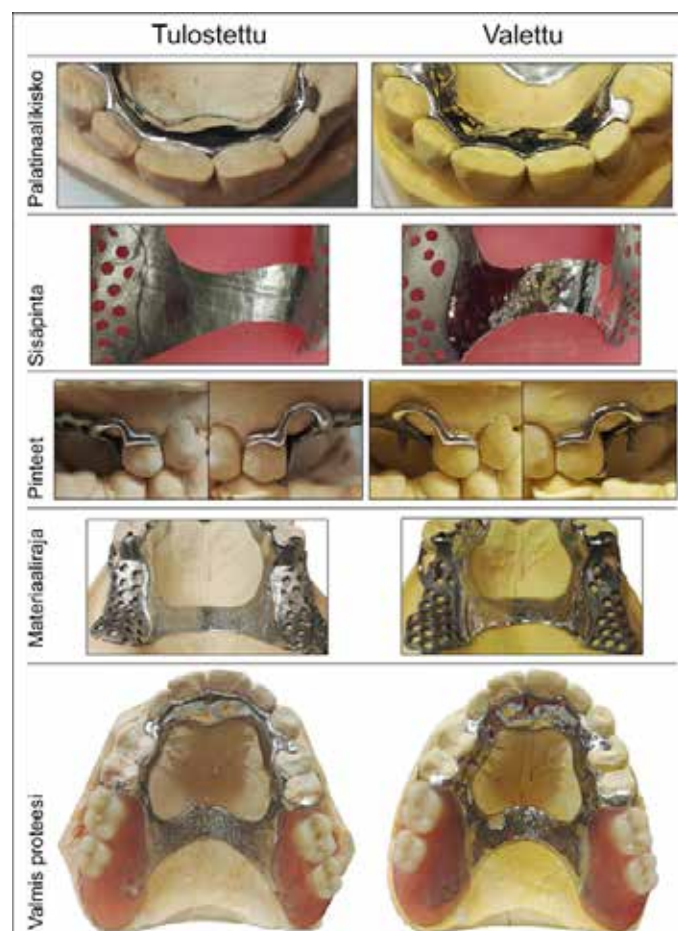 Tulostettu
Valettu
Palatinaalikisko
Sisäpinta
Pinteet
Materiaaliraja
Valmis proteesi